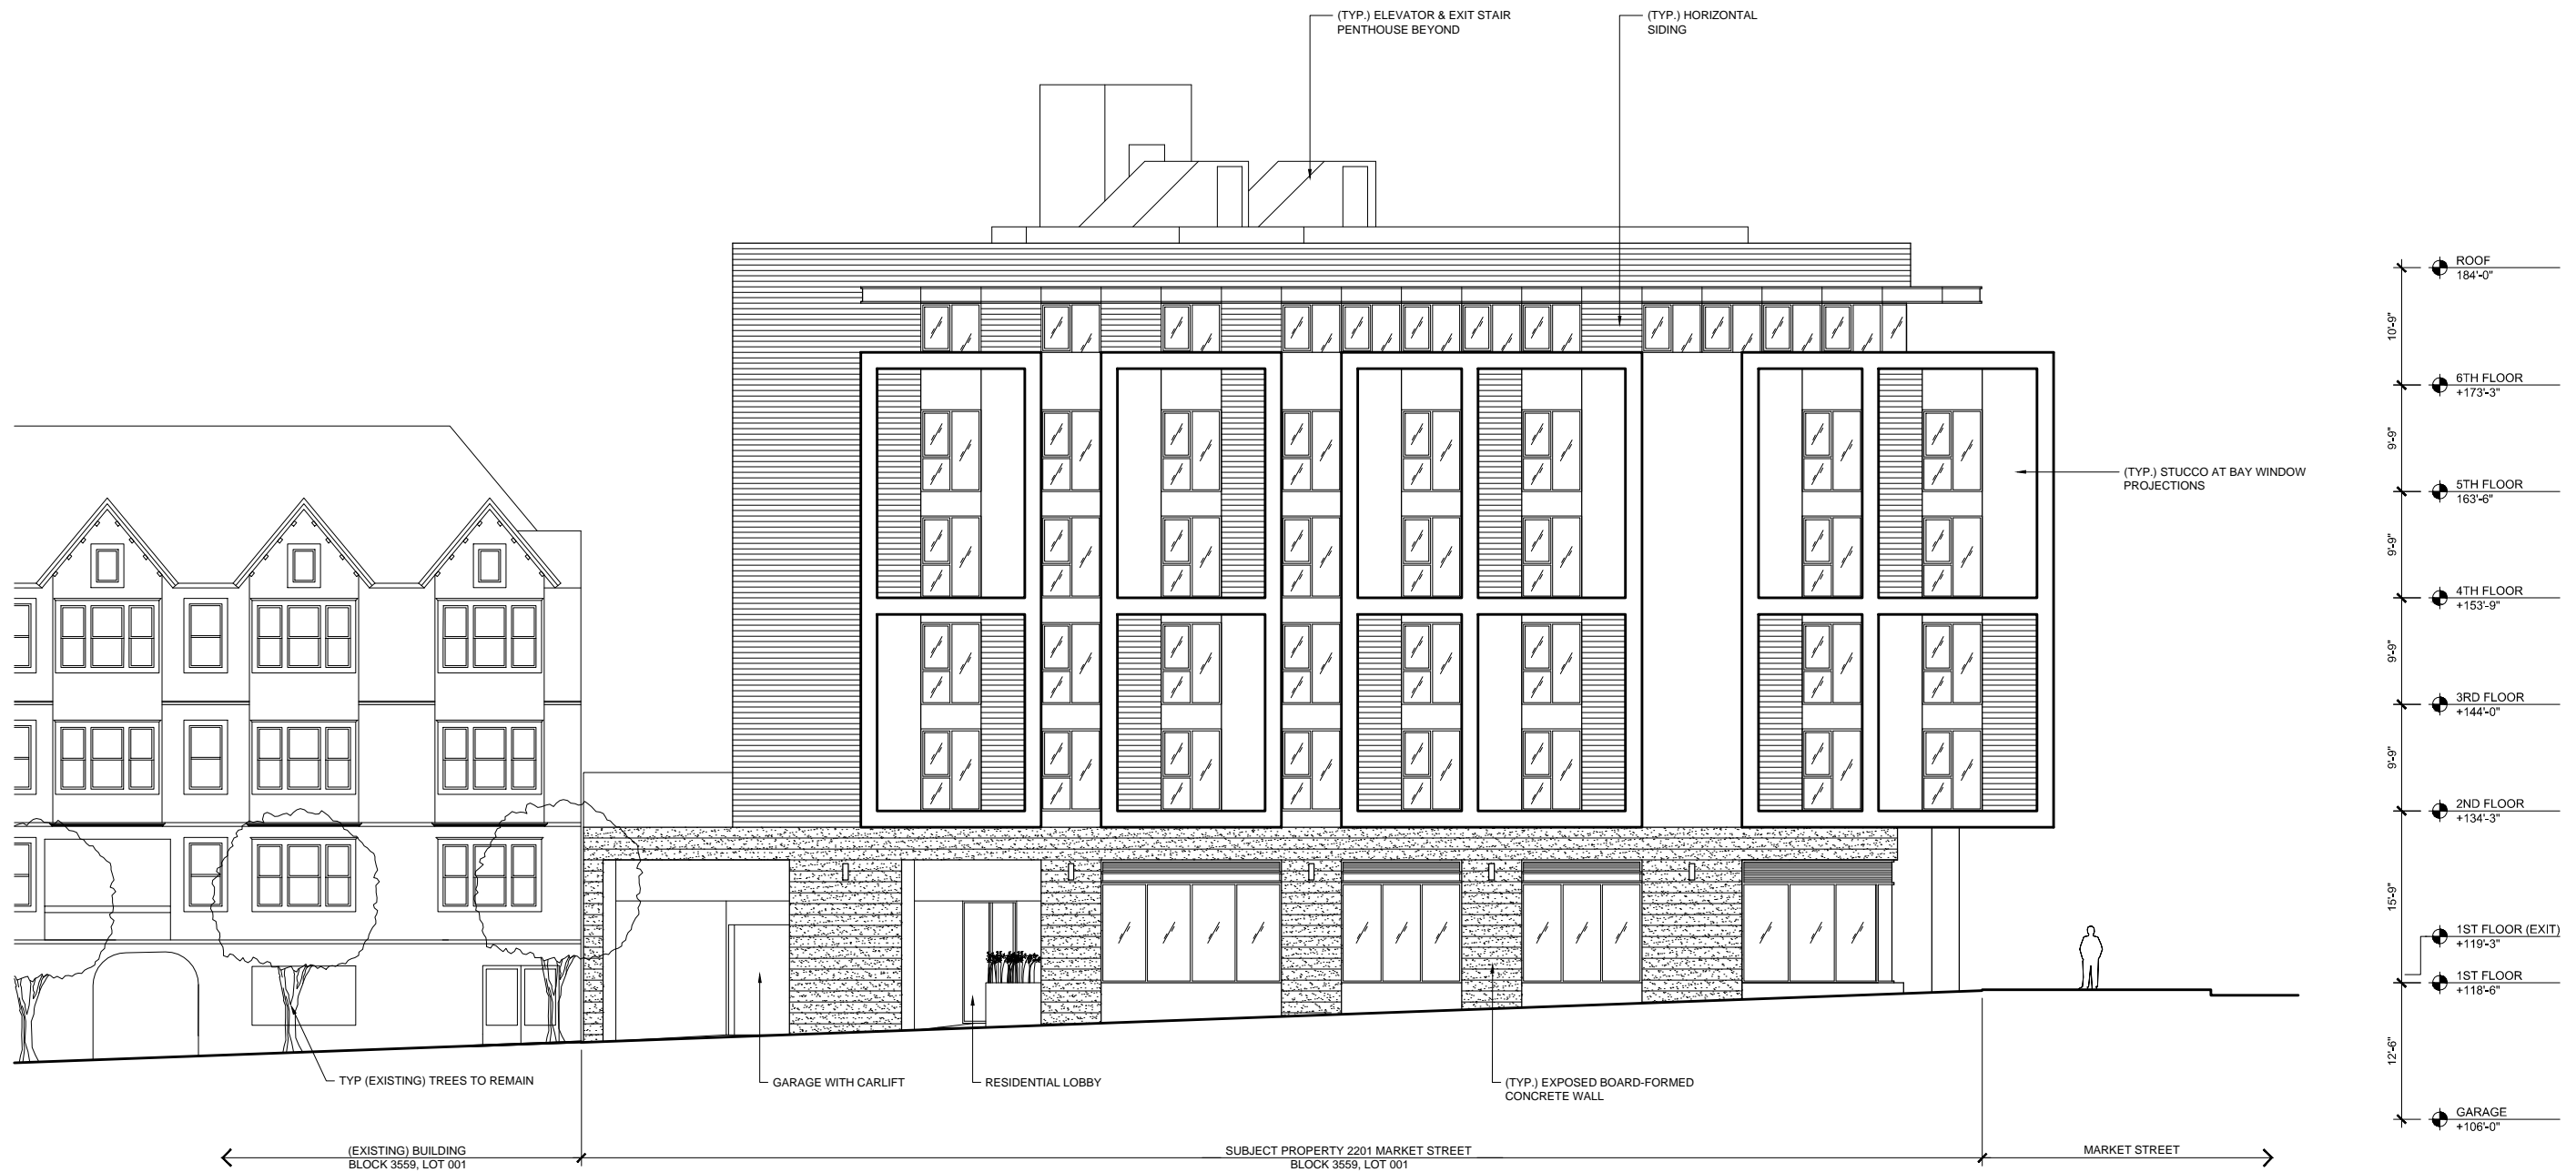 (TYP.) ELEVATOR & EXIT STAIR
PENTHOUSE BEYOND
(TYP.) HORIZONTAL
SIDING
ROOF
184'-0"
10'-9"
6TH FLOOR
+173'-3"
9'-9"
(TYP.) STUCCO AT BAY WINDOW
PROJECTIONS
5TH FLOOR
163'-6"
9'-9"
4TH FLOOR
+153'-9"
9'-9"
3RD FLOOR
+144'-0"
9'-9"
2ND FLOOR
+134'-3"
15'-9"
1ST FLOOR (EXIT)
+119'-3"
1ST FLOOR
+118'-6"
12'-6"
GARAGE
+106'-0"
TYP (EXISTING) TREES TO REMAIN
GARAGE WITH CARLIFT
RESIDENTIAL LOBBY
(TYP.) EXPOSED BOARD-FORMED
CONCRETE WALL
(EXISTING) BUILDING
BLOCK 3559, LOT 001
SUBJECT PROPERTY 2201 MARKET STREET
BLOCK 3559, LOT 001
MARKET STREET